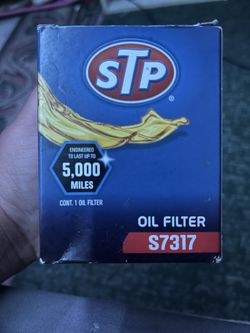 STP
®
ENGINEERED
TO LAST UP TO
5,000
MILES
CONT. 1 OIL FILTER
OIL FILTER
S7317